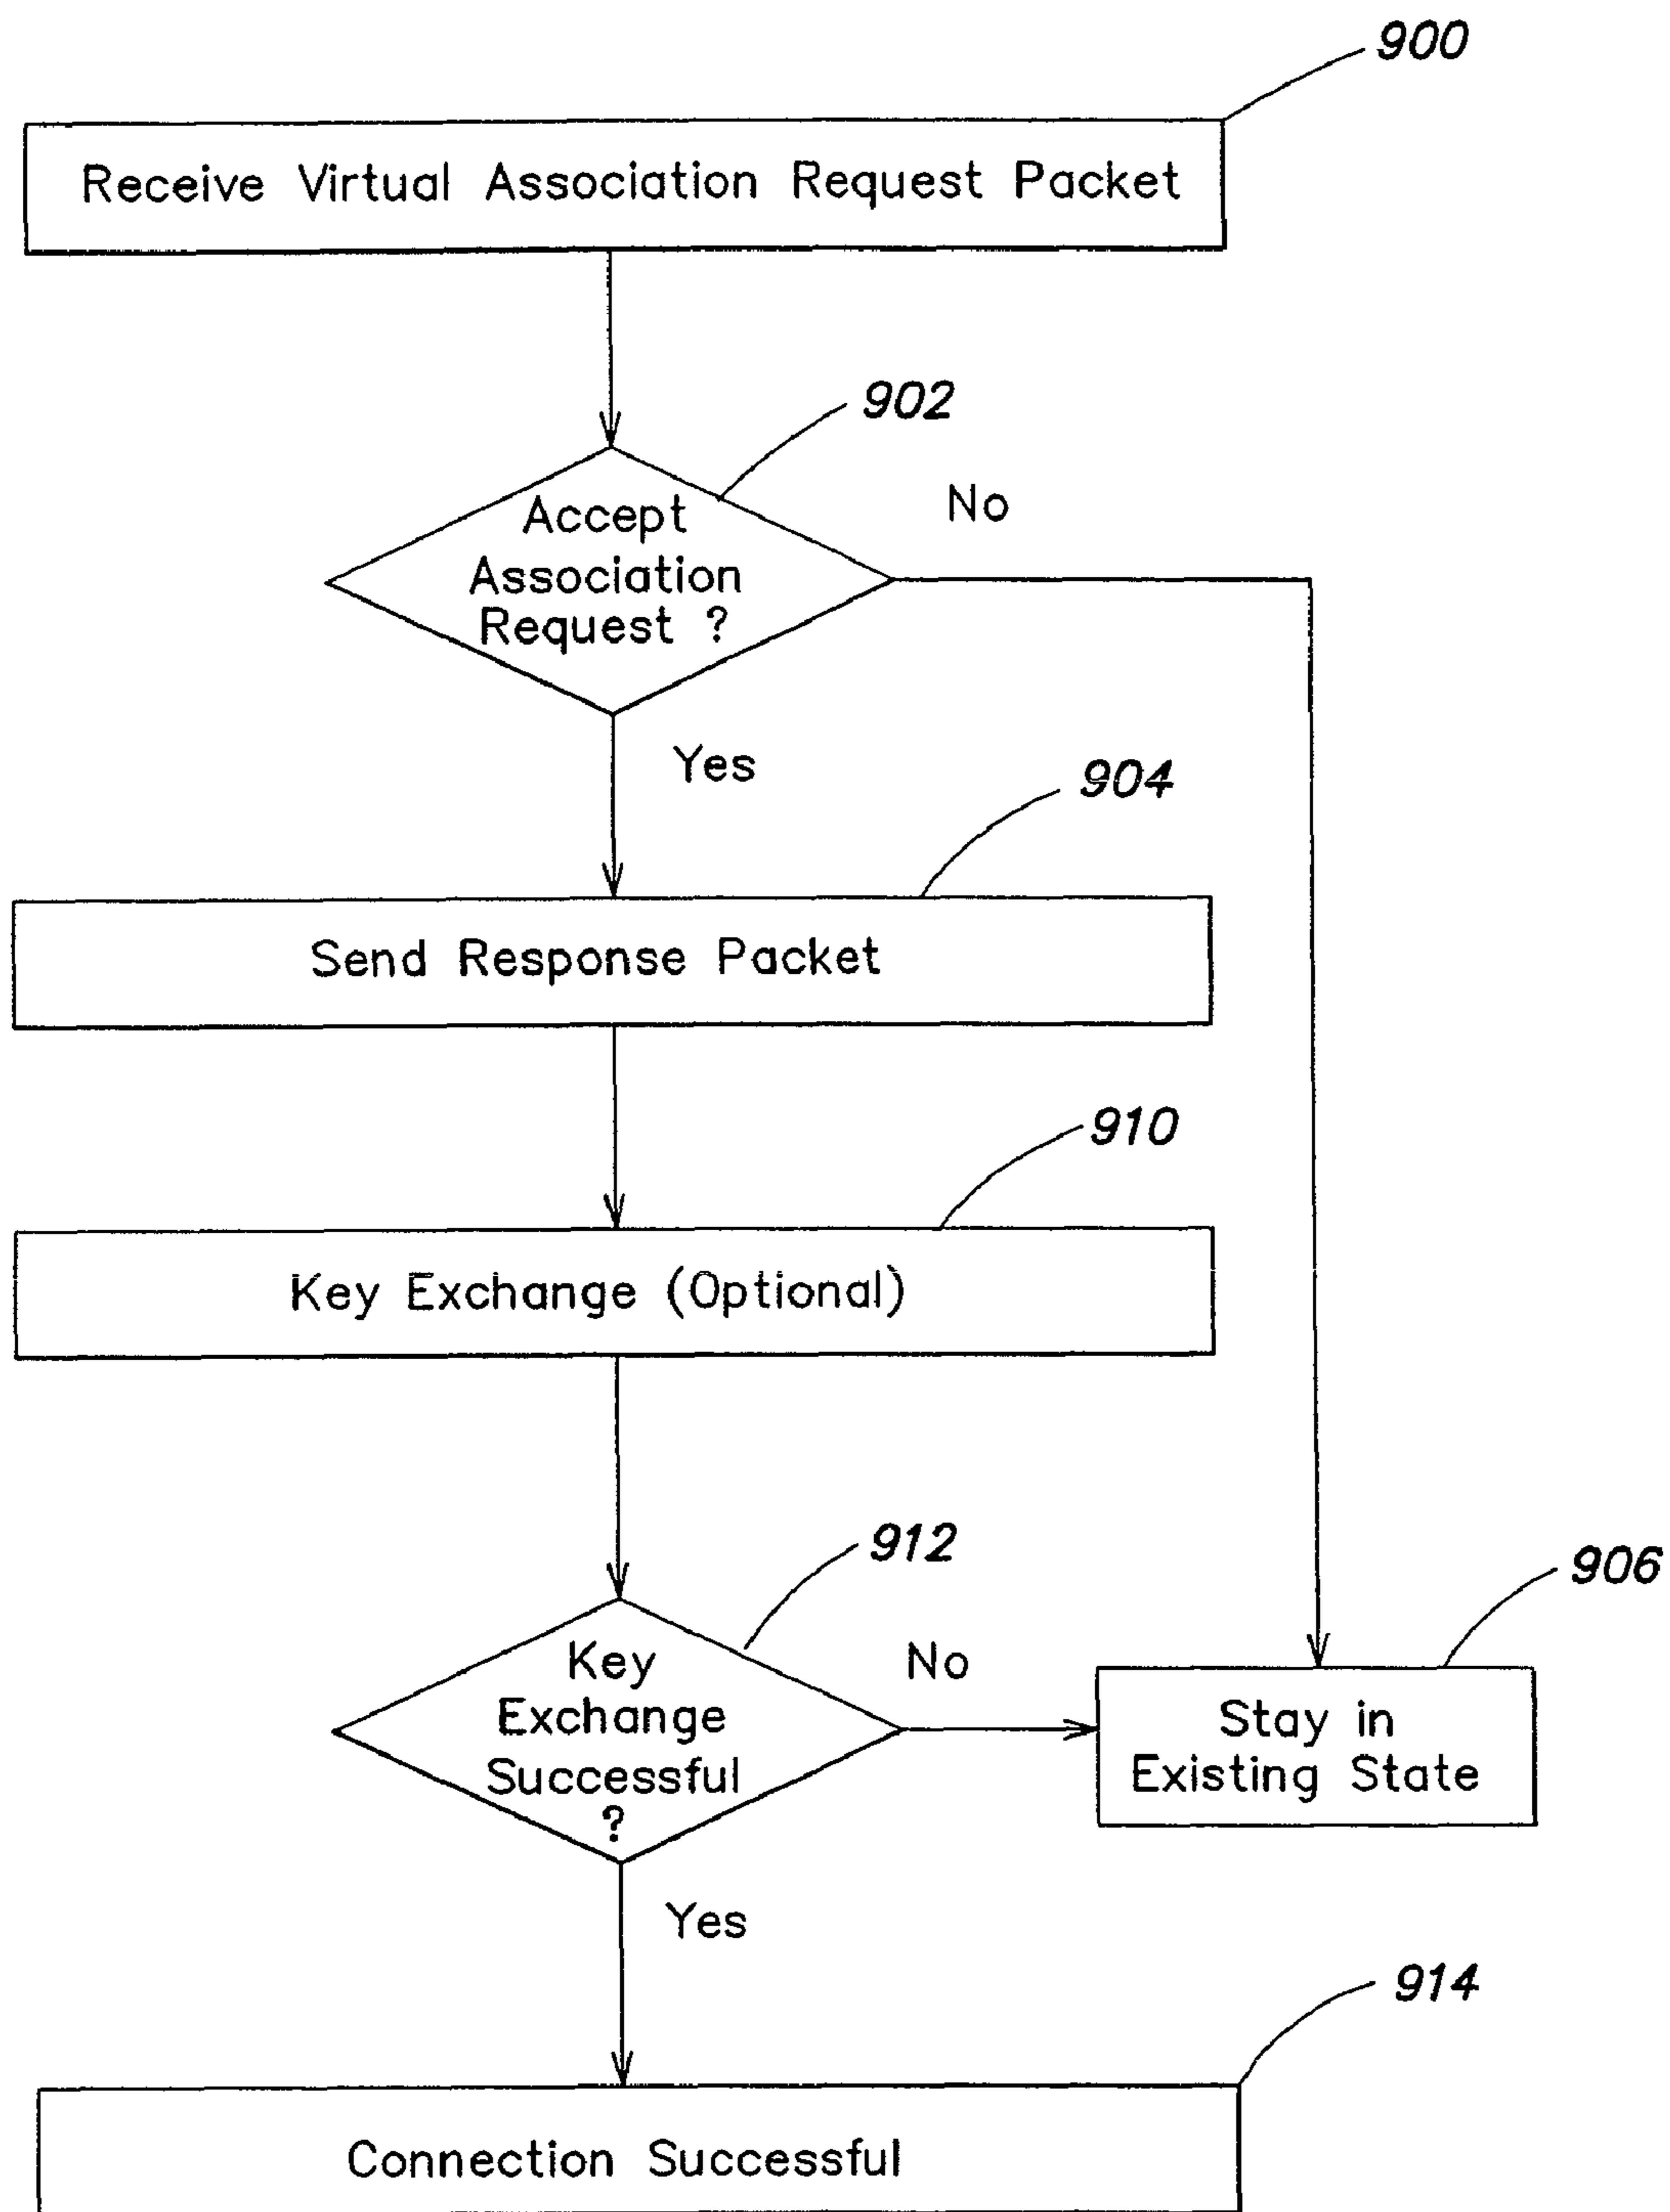 900
Receive Virtual Association Request Packet
902
Accept
Association
Request ?
No
Yes
904
Send Response Packet
910
Key Exchange (Optional)
912
Key
Exchange
Successful
?
No
906
Stay in
Existing State
Yes
914
Connection Successful